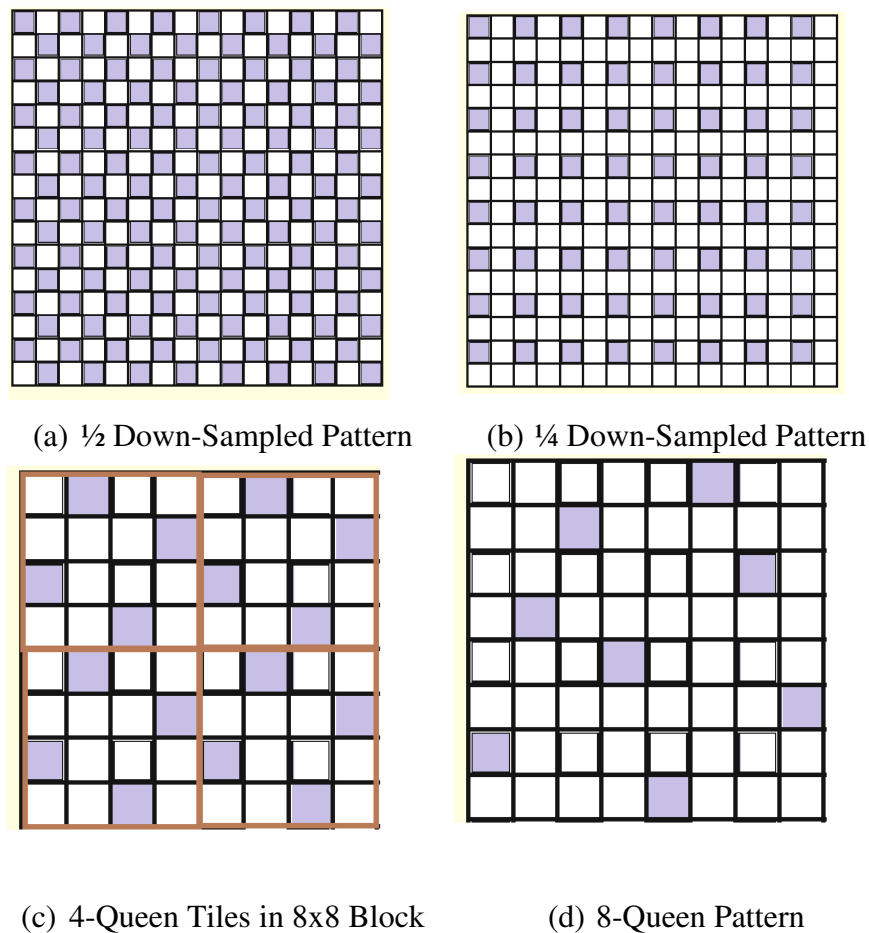 (a) ½ Down-Sampled Pattern
(b) ¼ Down-Sampled Pattern
(c) 4-Queen Tiles in 8x8 Block
(d) 8-Queen Pattern